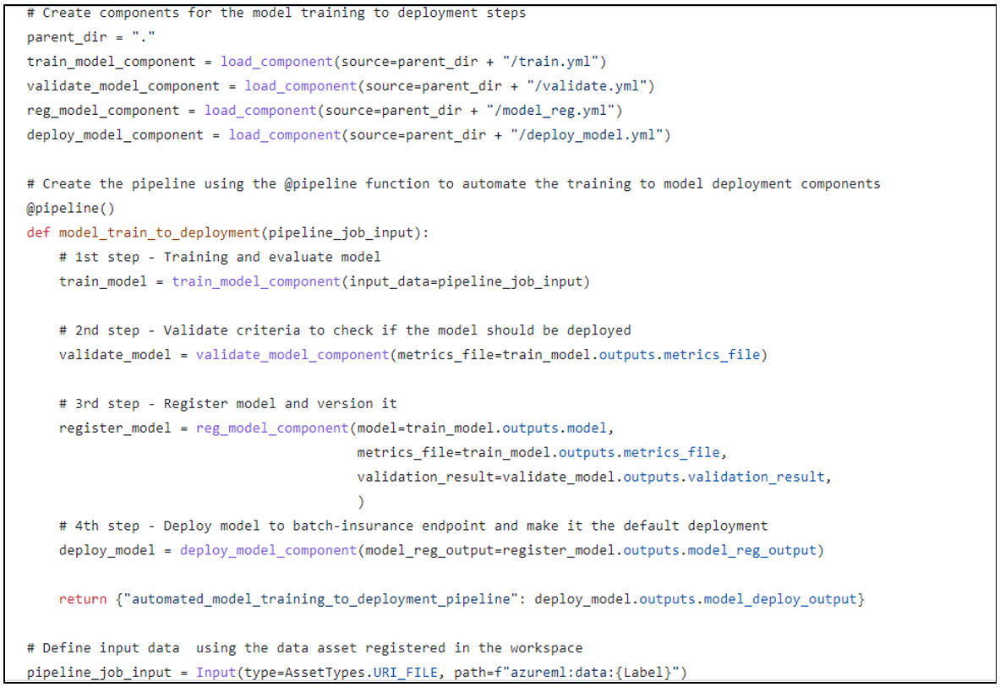 # Create components for the model training to deployment steps
parent_dir = "."
train_model_component = load_component(source=parent_dir + "/train.yml")
validate_model_component = load_component(source=parent_dir + "/validate.yml")
reg_model_component = load_component(source=parent_dir + "/model_reg.yml")
deploy_model_component = load_component(source=parent_dir + "/deploy_model.yml")

# Create the pipeline using the @pipeline function to automate the training to model deployment components
@pipeline()
def model_train_to_deployment(pipeline_job_input):
    # 1st step - Training and evaluate model
    train_model = train_model_component(input_data=pipeline_job_input)

    # 2nd step - Validate criteria to check if the model should be deployed
    validate_model = validate_model_component(metrics_file=train_model.outputs.metrics_file)

    # 3rd step - Register model and version it
    register_model = reg_model_component(model=train_model.outputs.model,
                                         metrics_file=train_model.outputs.metrics_file,
                                         validation_result=validate_model.outputs.validation_result,
                                         )
    # 4th step - Deploy model to batch-insurance endpoint and make it the default deployment
    deploy_model = deploy_model_component(model_reg_output=register_model.outputs.model_reg_output)

    return {"automated_model_training_to_deployment_pipeline": deploy_model.outputs.model_deploy_output}

# Define input data  using the data asset registered in the workspace
pipeline_job_input = Input(type=AssetTypes.URI_FILE, path=f"azureml:data:{Label}")